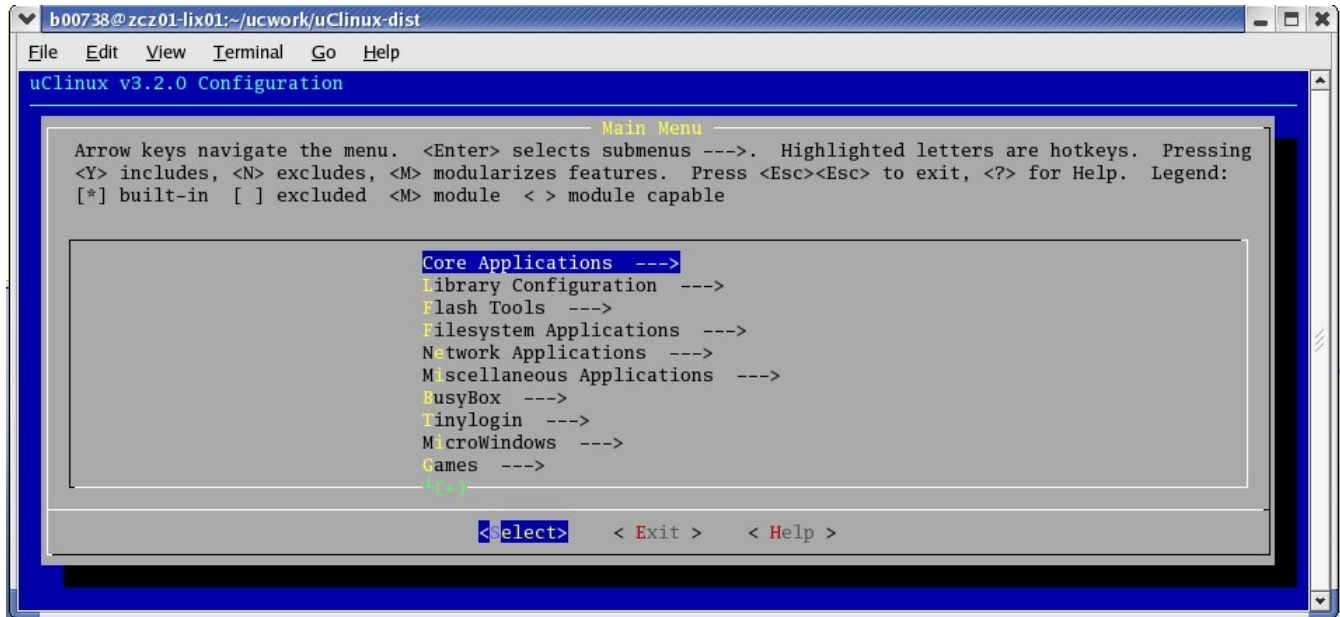 b00738@zcz01-lix01:~/ucwork/uClinux-dist
File Edit View Terminal Go Help
uClinux v3.2.0 Configuration
Main Menu
Arrow keys navigate the menu. <Enter> selects submenus --->. Highlighted letters are hotkeys. Pressing
<Y> includes, <N> excludes, <M> modularizes features. Press <Esc><Esc> to exit, <?> for Help. Legend:
[*] built-in [ ] excluded <M> module < > module capable
Core Applications --->
Library Configuration --->
Flash Tools --->
Filesystem Applications --->
Network Applications --->
Miscellaneous Applications --->
BusyBox --->
Tinylogin --->
MicroWindows --->
Games --->
(+)
<Select> < Exit > < Help >